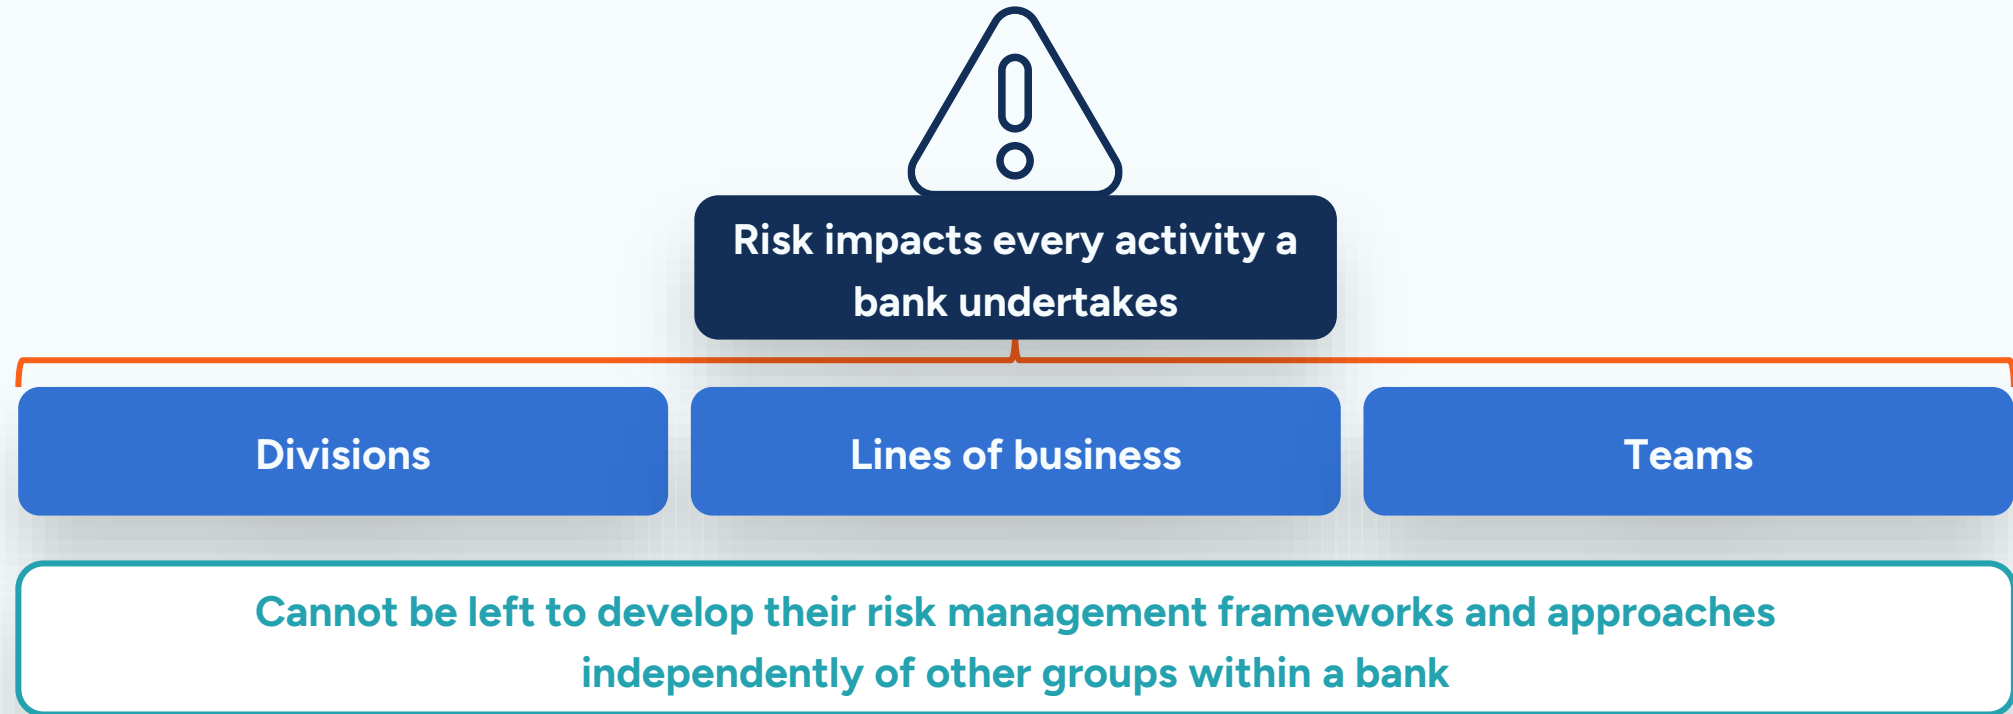 Risk impacts every activity a
bank undertakes
Divisions
Lines of business
Teams
Cannot be left to develop their risk management frameworks and approaches
independently of other groups within a bank